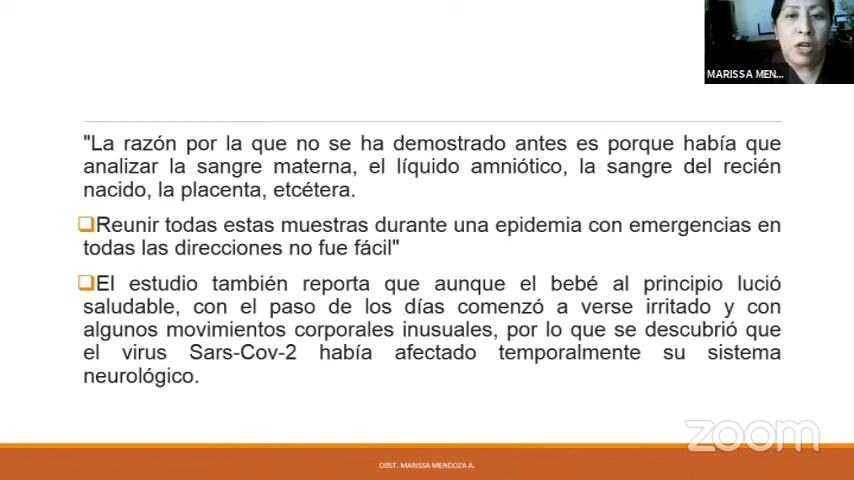 MARISSA MEN...
"La razón por la que no se ha demostrado antes es porque había que
analizar la sangre materna, el líquido amniótico, la sangre del recién
nacido, la placenta, etcétera.
Reunir todas estas muestras durante una epidemia con emergencias en
todas las direcciones no fue fácil"
El estudio también reporta que aunque el bebé al principio lució
saludable, con el paso de los días comenzó a verse irritado y con
algunos movimientos corporales inusuales, por lo que se descubrió que
el virus Sars-Cov-2 había afectado temporalmente su sistema
neurológico.
zoom
OBST. MARISSA MENDOZA A.